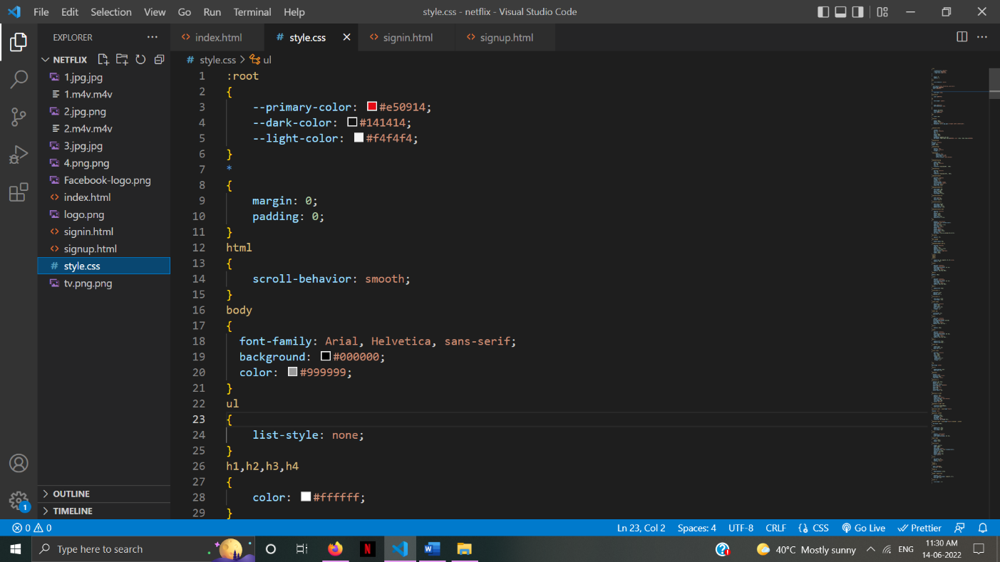 File Edit Selection View Go Run Terminal Help
style.css - netflix - Visual Studio Code
EXPLORER
NETFLIX
1.jpg.jpg
1.m4v.m4v
2.jpg.png
2.m4v.m4v
3.jpg.jpg
4.png.png
Facebook-logo.png
index.html
logo.png
signin.html
signup.html
style.css
tv.png.png
OUTLINE
TIMELINE
index.html
style.css
signin.html
signup.html
style.css > ul
1 :root
2 {
3 --primary-color: #e50914;
4 --dark-color: #141414;
5 --light-color: #f4f4f4;
6 }
7 *
8 {
9 margin: 0;
10 padding: 0;
11 }
12 html
13 {
14 scroll-behavior: smooth;
15 }
16 body
17 {
18 font-family: Arial, Helvetica, sans-serif;
19 background: #000000;
20 color: #999999;
21 }
22 ul
23 {
24 list-style: none;
25 }
26 h1,h2,h3,h4
27 {
28 color: #ffffff;
29 }
1
0 0
Ln 23, Col 2 Spaces: 4 UTF-8 CRLF {} CSS Go Live Prettier
Type here to search
N
W
40°C Mostly sunny
ENG
11:30 AM
14-06-2022